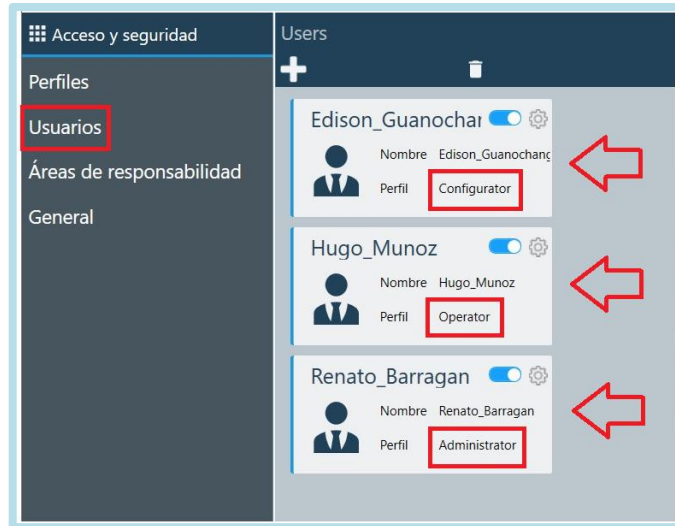 Acceso y seguridad
Users
Perfiles
Usuarios
Áreas de responsabilidad
General
Edison_Guanochar
Nombre Edison_Guanochang
Perfil Configurator
Hugo_Munoz
Nombre Hugo_Munoz
Perfil Operator
Renato_Barragan
Nombre Renato_Barragan
Perfil Administrator